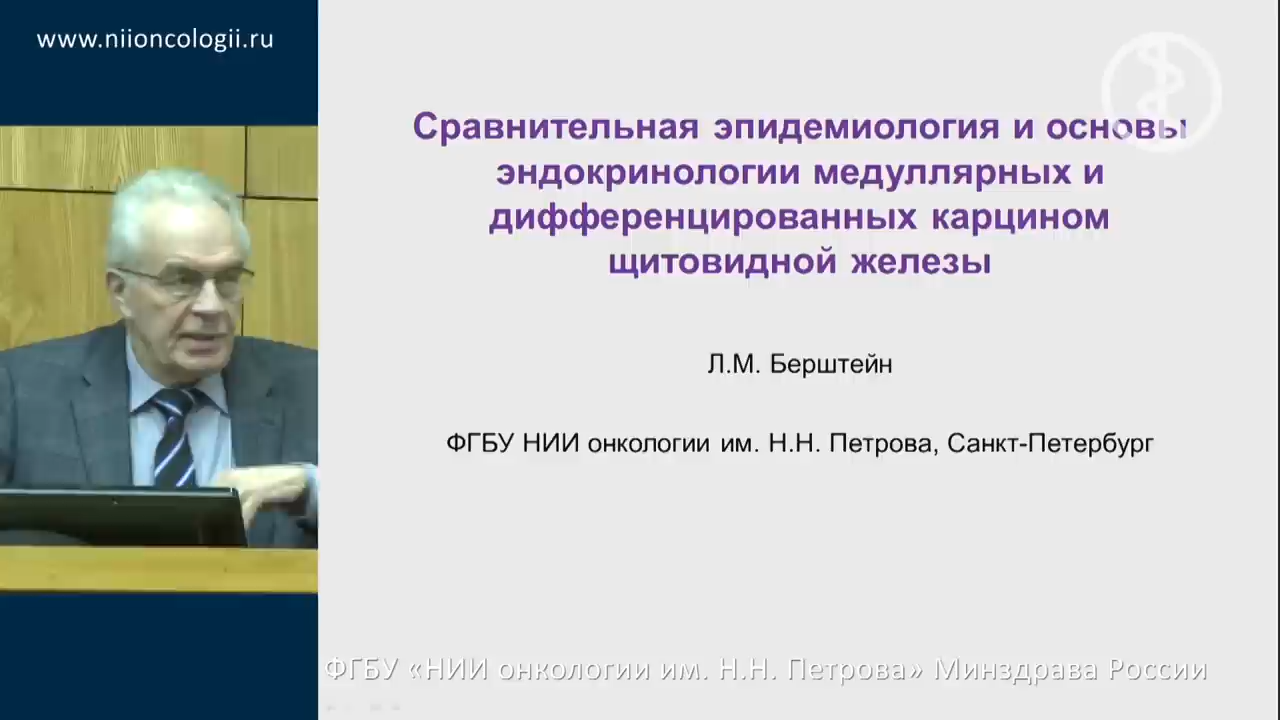 www.niioncologii.ru
Сравнительная эпидемиология и основы
эндокринологии медуллярных и
дифференцированных карцином
щитовидной железы
Л.М. Берштейн
ФГБУ НИИ онкологии им. Н.Н. Петрова, Санкт-Петербург
ФГБУ «НИИ онкологии им. Н.Н. Петрова» Минздрава России